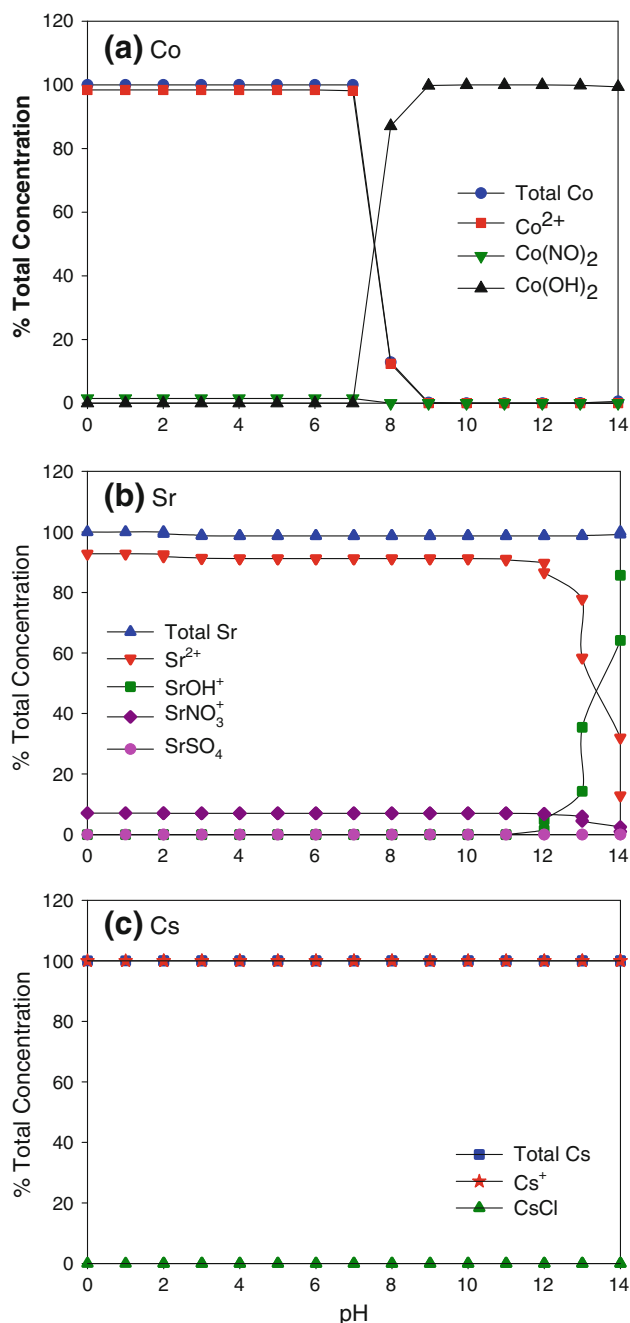 120
(a) Co
100
80
60
40
20
0
% Total Concentration
Total Co
Co2+
Co(NO)2
Co(OH)2
0 2 4 6 8 10 12 14
120
(b) Sr
100
80
60
40
20
0
% Total Concentration
Total Sr
Sr2+
SrOH+
SrNO3+
SrSO4
0 2 4 6 8 10 12 14
120
(c) Cs
100
80
60
40
20
0
% Total Concentration
Total Cs
Cs+
CsCl
0 2 4 6 8 10 12 14
pH